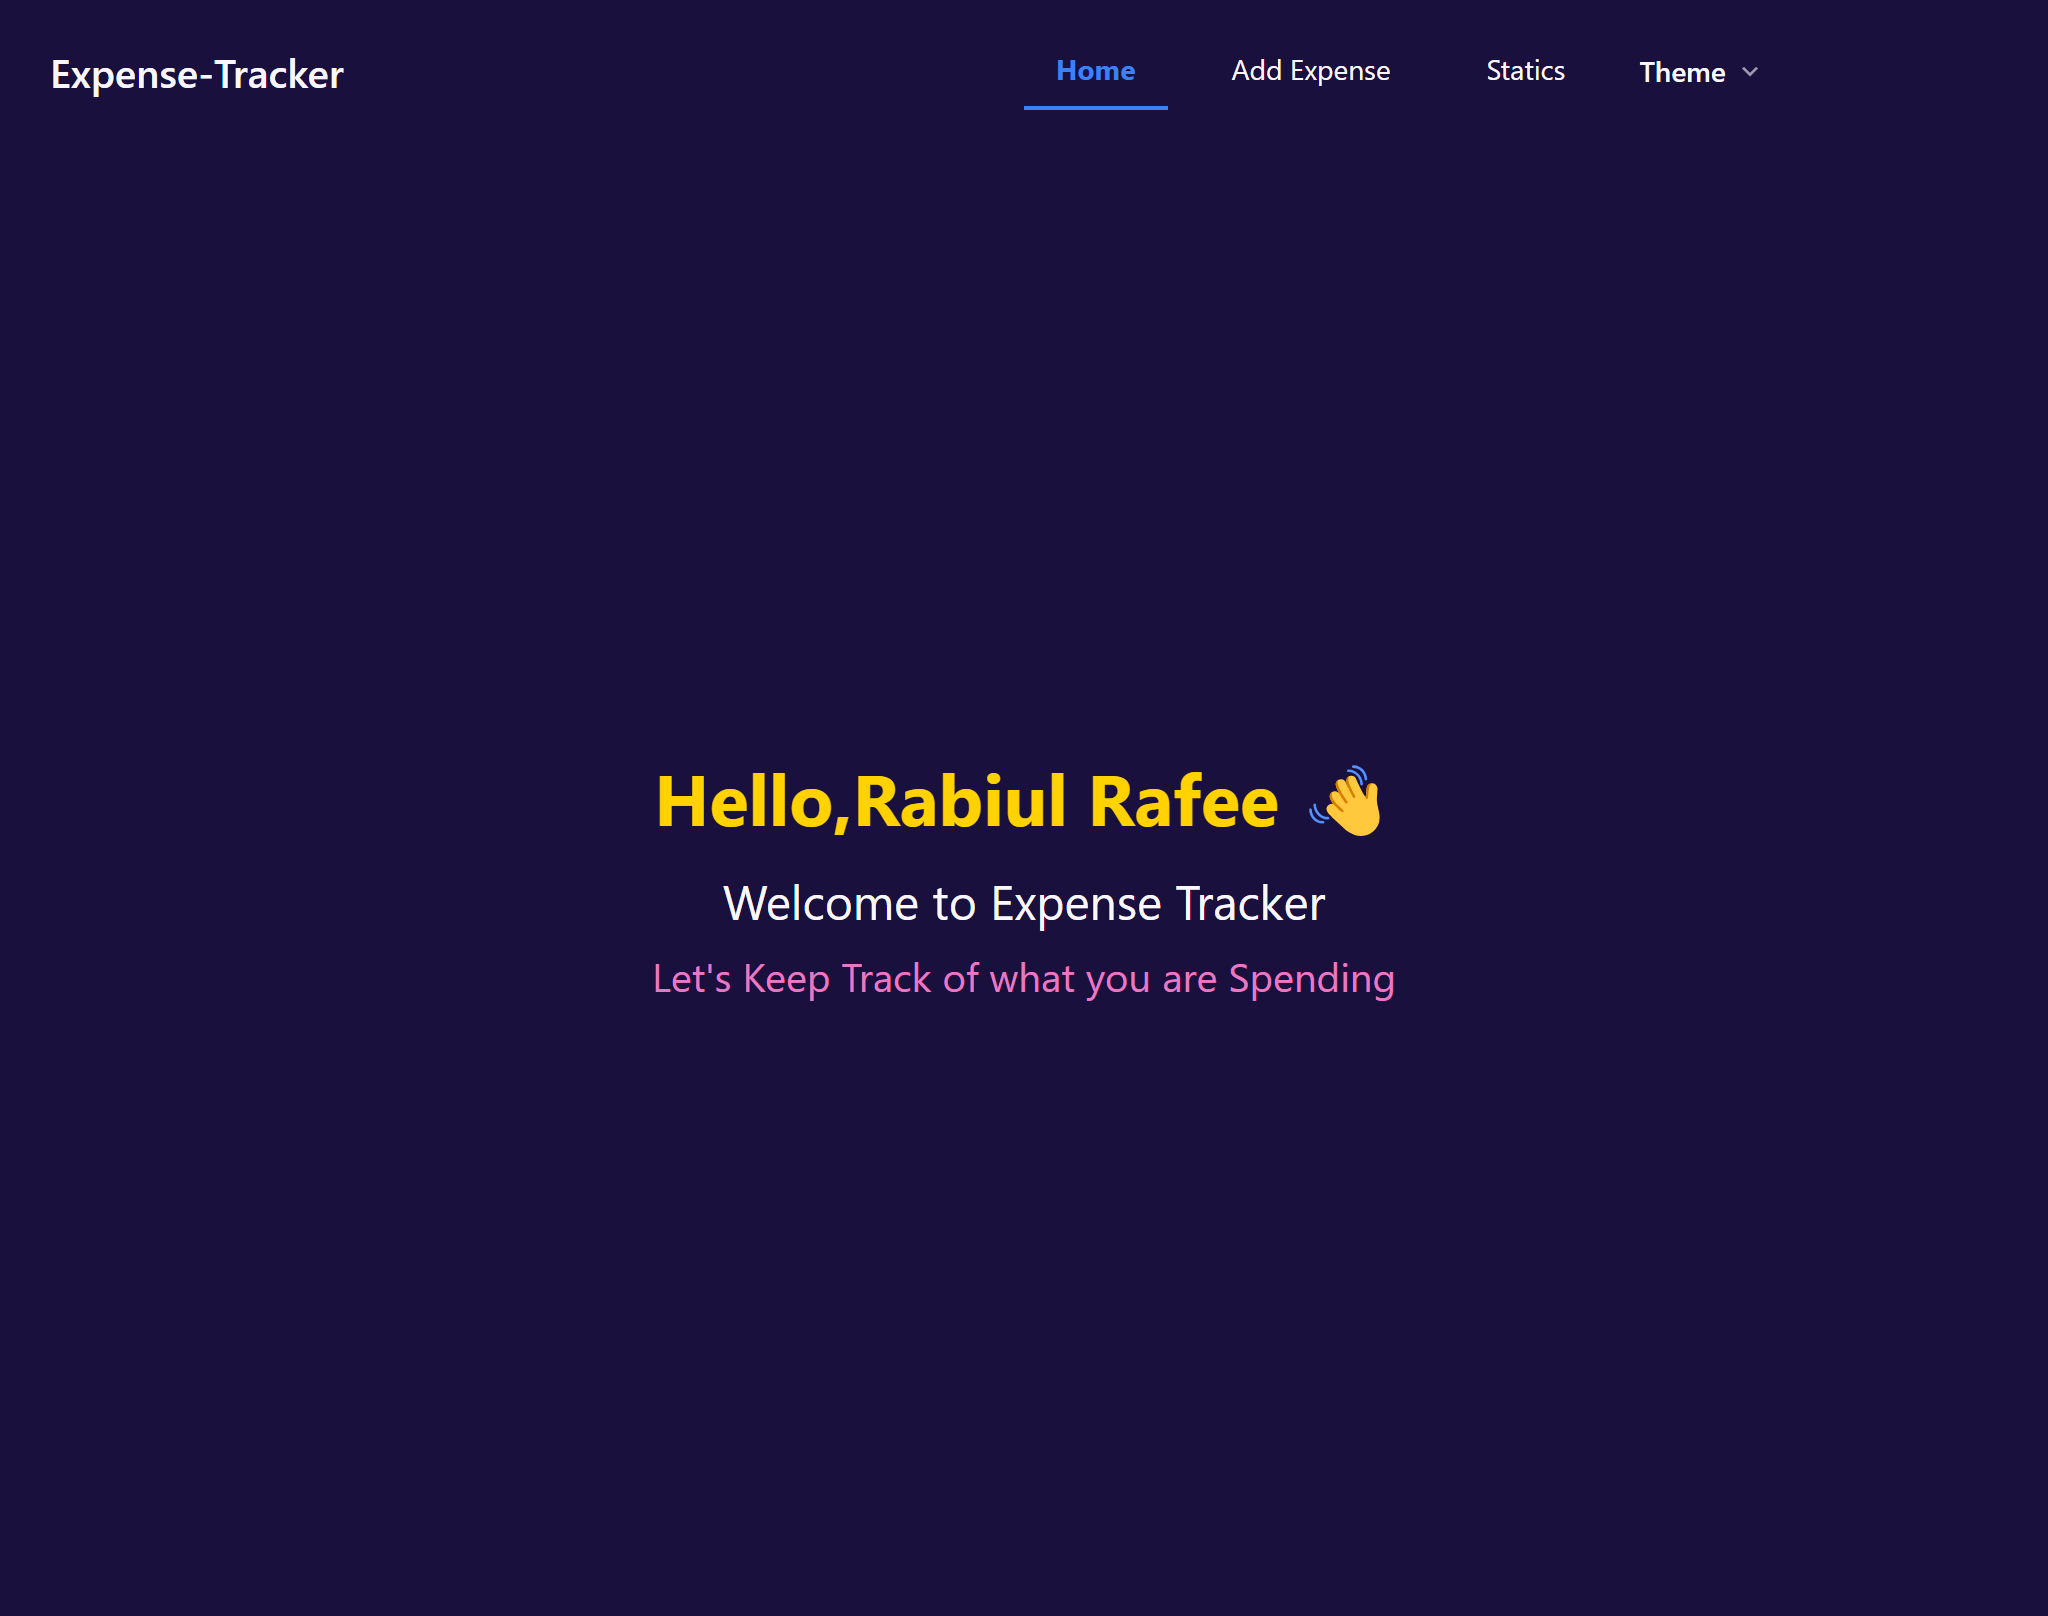 Expense-Tracker
Home
Add Expense
Statics
Theme
Hello,Rabiul Rafee 👋
Welcome to Expense Tracker
Let's Keep Track of what you are Spending